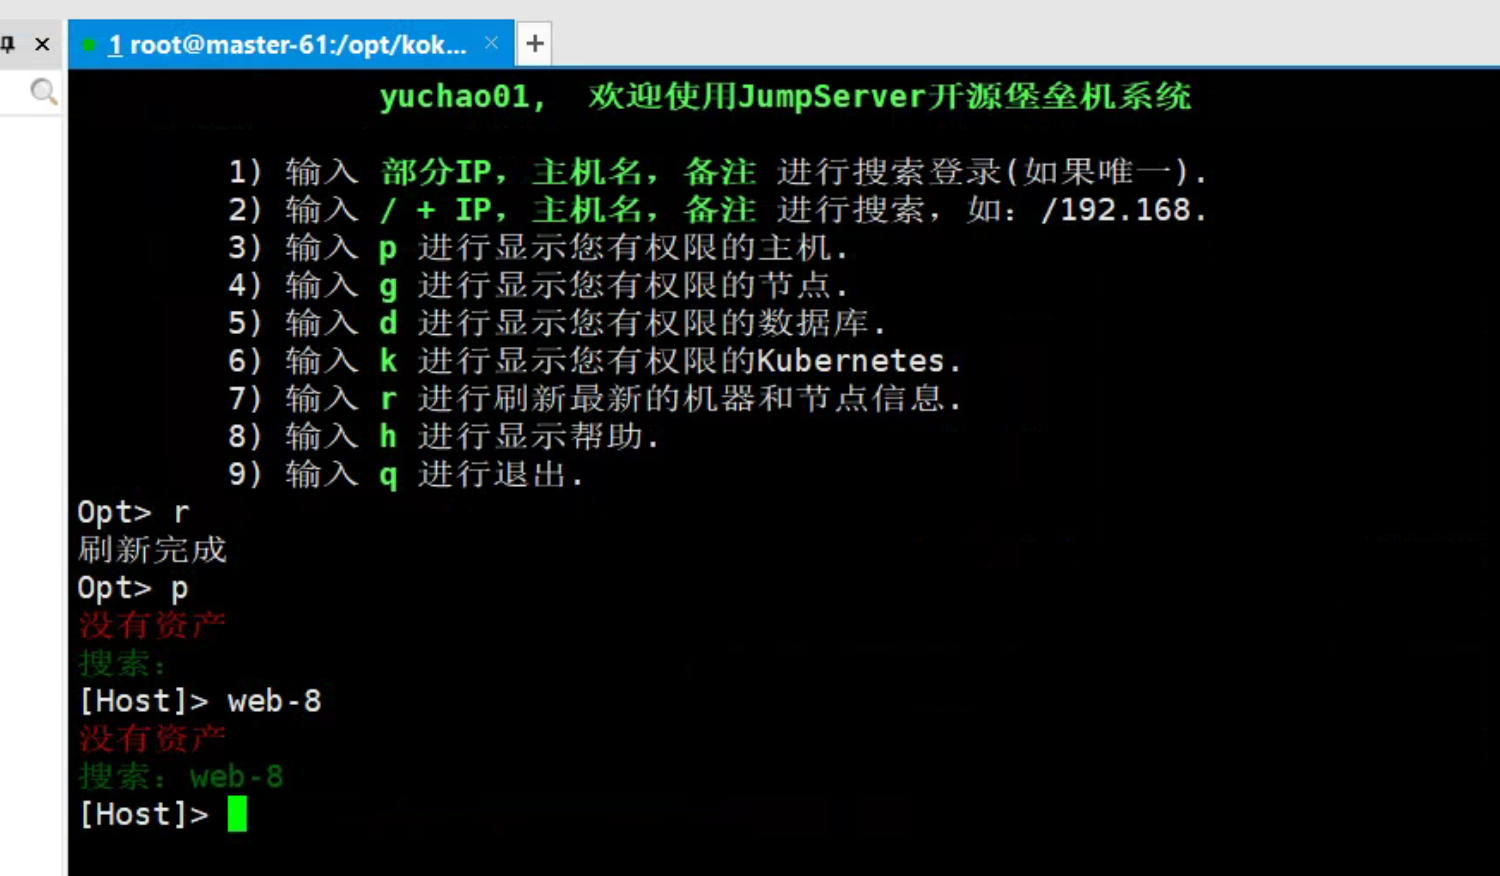 1 root@master-61:/opt/kok...
yuchao01, 欢迎使用JumpServer开源堡垒机系统
1) 输入 部分IP，主机名，备注 进行搜索登录(如果唯一).
2) 输入 / + IP，主机名，备注 进行搜索，如：/192.168.
3) 输入 p 进行显示您有权限的主机.
4) 输入 g 进行显示您有权限的节点.
5) 输入 d 进行显示您有权限的数据库.
6) 输入 k 进行显示您有权限的Kubernetes.
7) 输入 r 进行刷新最新的机器和节点信息.
8) 输入 h 进行显示帮助.
9) 输入 q 进行退出.
Opt> r
刷新完成
Opt> p
没有资产
搜索：
[Host]> web-8
没有资产
搜索：web-8
[Host]>